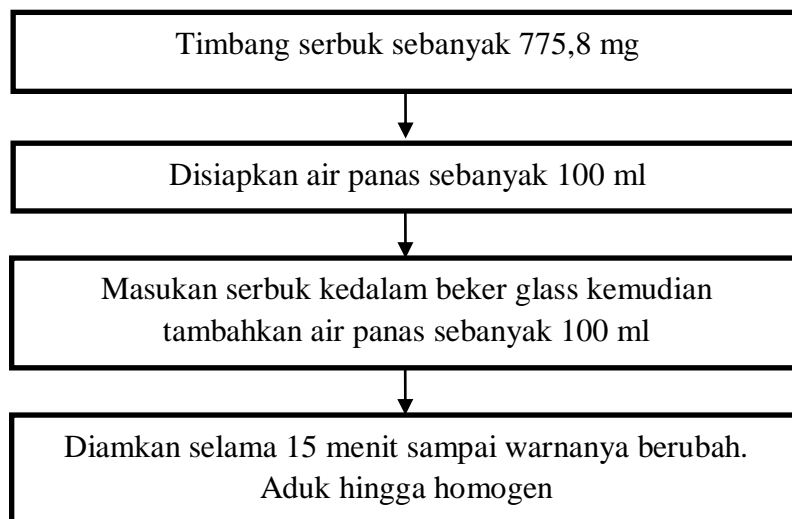 Timbang serbuk sebanyak 775,8 mg
Disiapkan air panas sebanyak 100 ml
Masukan serbuk kedalam beker glass kemudian
tambahkan air panas sebanyak 100 ml
Diamkan selama 15 menit sampai warnanya berubah.
Aduk hingga homogen